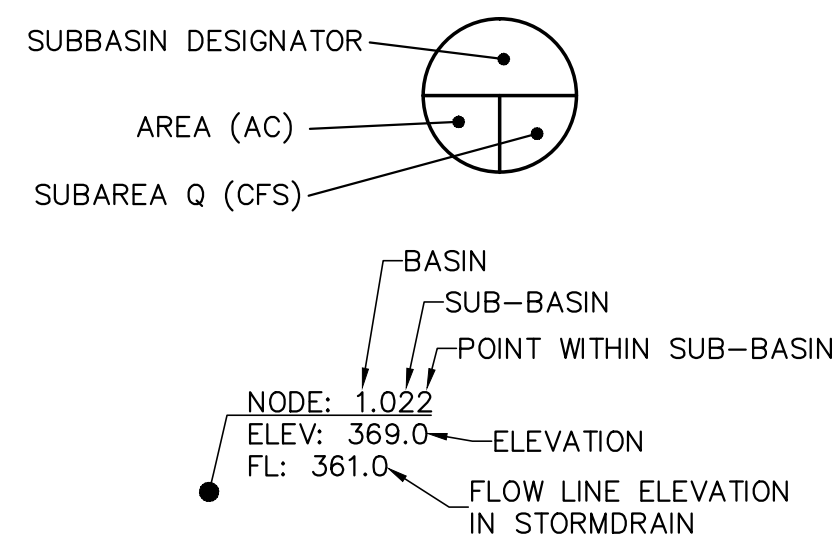 SUBBASIN DESIGNATOR
AREA (AC)
SUBAREA Q (CFS)
BASIN
SUB-BASIN
POINT WITHIN SUB-BASIN
NODE: 1.022
ELEV: 369.0
ELEVATION
FL: 361.0
FLOW LINE ELEVATION
IN STORMDRAIN